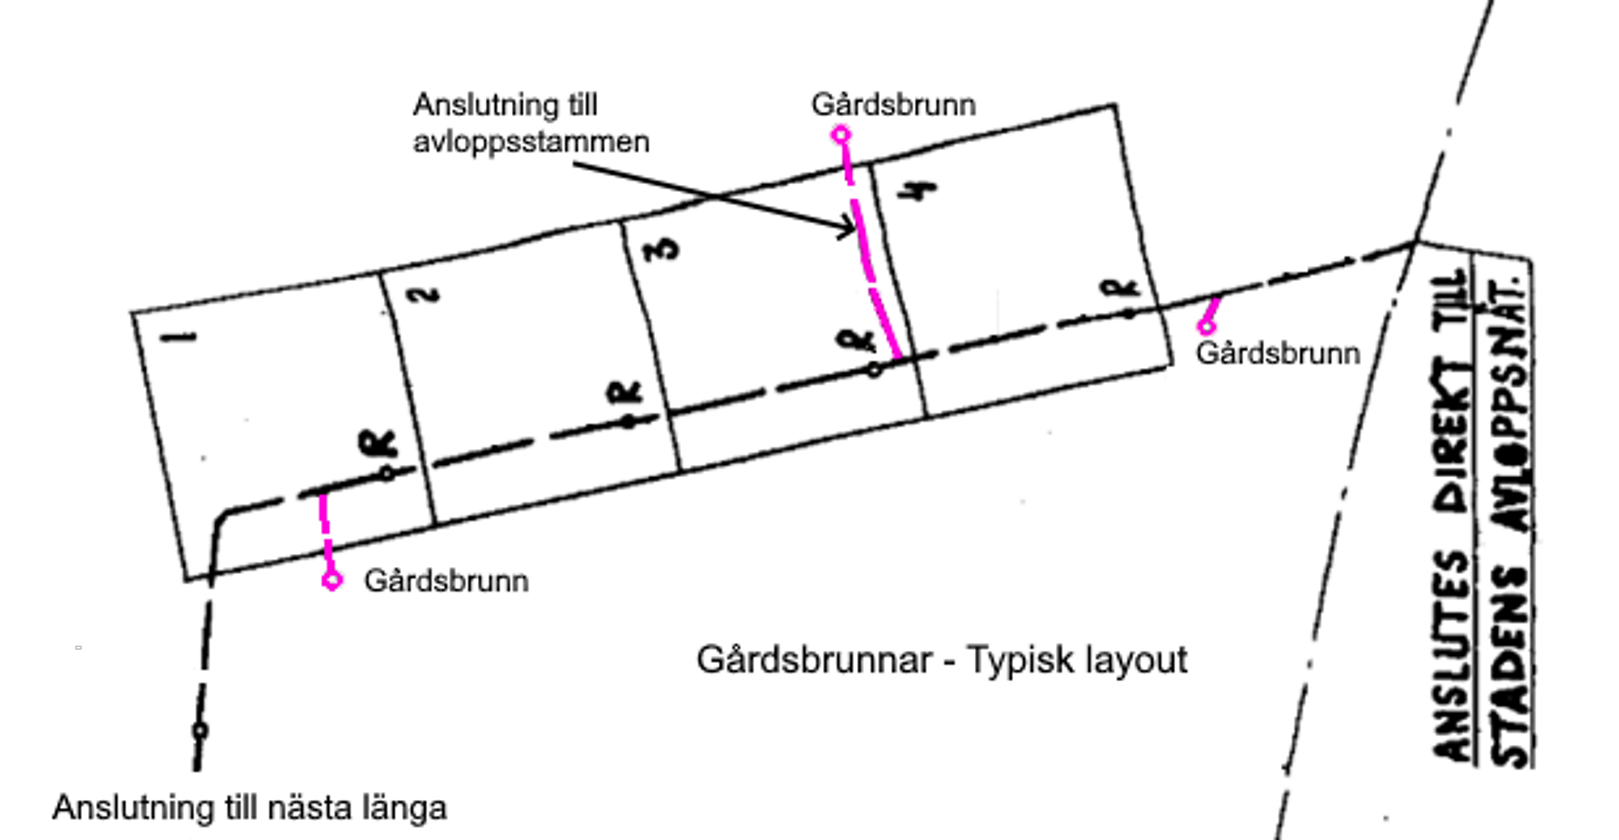 Anslutning till
avloppsstammen
Gårdsbrunn
1
2
3
4
R
R
R
R
Gårdsbrunn
Gårdsbrunn
Gårdsbrunnar - Typisk layout
Anslutning till nästa länga
ANSLUTES DIREKT TILL
STADENS AVLOPPSNÄT.